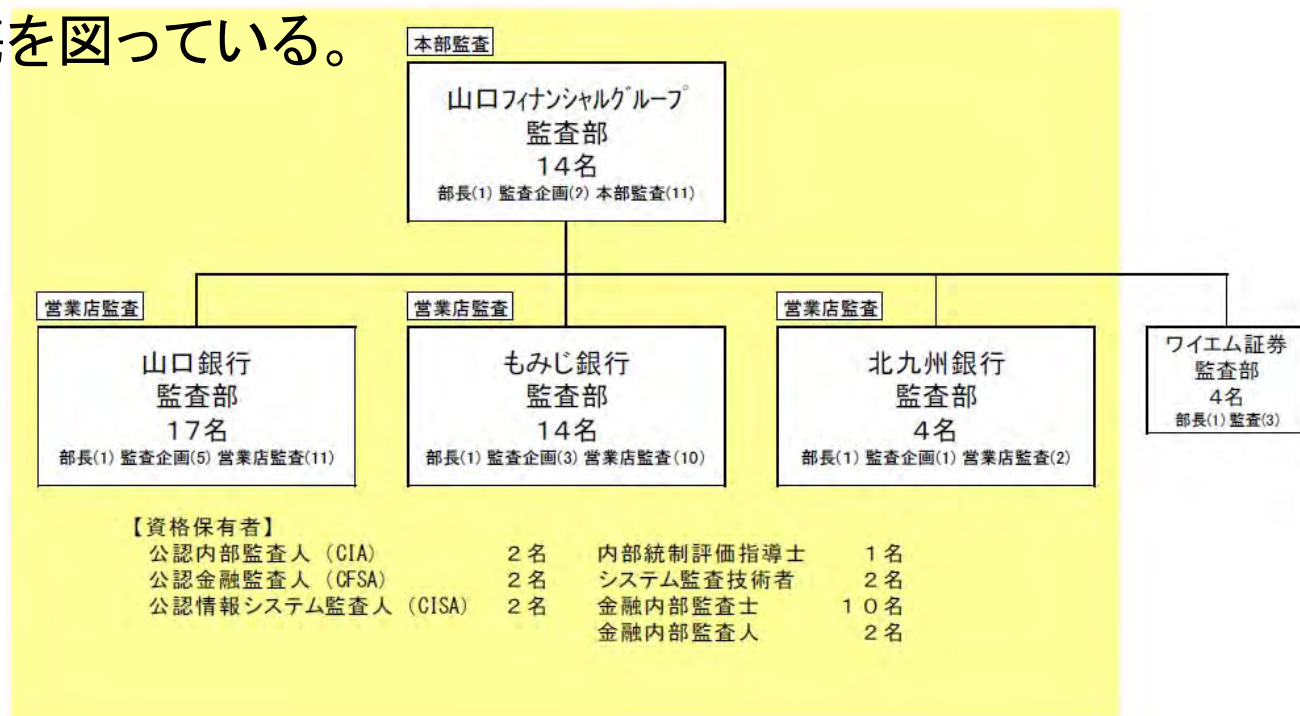 を図っている。
本部監査
山口フィナンシャルグループ
監査部
14名
部長(1) 監査企画(2) 本部監査(11)
営業店監査
山口銀行
監査部
17名
部長(1) 監査企画(5) 営業店監査(11)
営業店監査
もみじ銀行
監査部
14名
部長(1) 監査企画(3) 営業店監査(10)
営業店監査
北九州銀行
監査部
4名
部長(1) 監査企画(1) 営業店監査(2)
ワイエム証券
監査部
4名
部長(1) 監査(3)
【資格保有者】
公認内部監査人 (CIA) 2名
公認金融監査人 (CFSA) 2名
公認情報システム監査人 (CISA) 2名
内部統制評価指導士 1名
システム監査技術者 2名
金融内部監査士 10名
金融内部監査人 2名